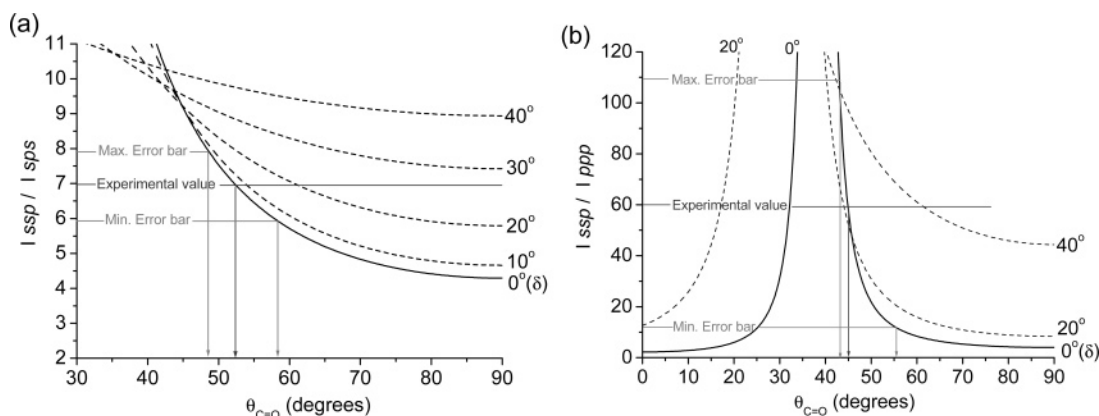 (a)
11
10
9
8
7
6
5
4
3
2
I ssp / I sps
Max. Error bar
Experimental value
Min. Error bar
40°
30°
20°
10°
0°(δ)
30 40 50 60 70 80 90
θC=O (degrees)
(b)
120
100
80
60
40
20
0
I ssp / I ppp
20° 0°
Max. Error bar
Experimental value
Min. Error bar
40°
20°
0°(δ)
0 10 20 30 40 50 60 70 80 90
θC=O (degrees)